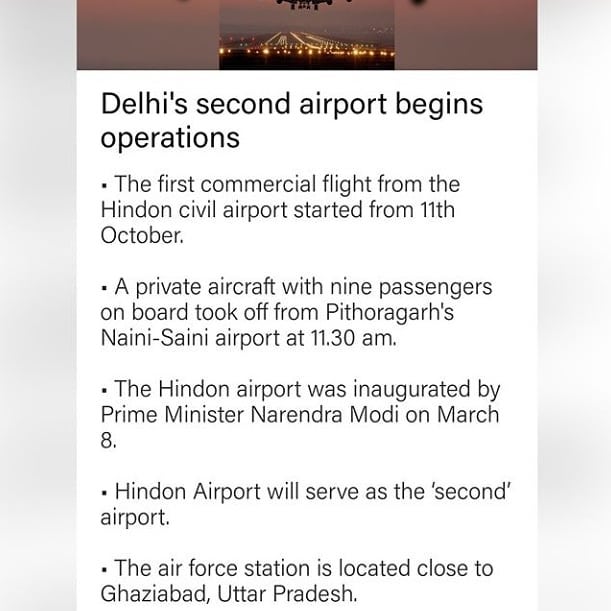 Delhi's second airport begins
operations
• The first commercial flight from the
Hindon civil airport started from 11th
October.
• A private aircraft with nine passengers
on board took off from Pithoragarh's
Naini-Saini airport at 11.30 am.
• The Hindon airport was inaugurated by
Prime Minister Narendra Modi on March
8.
• Hindon Airport will serve as the ‘second’
airport.
• The air force station is located close to
Ghaziabad, Uttar Pradesh.